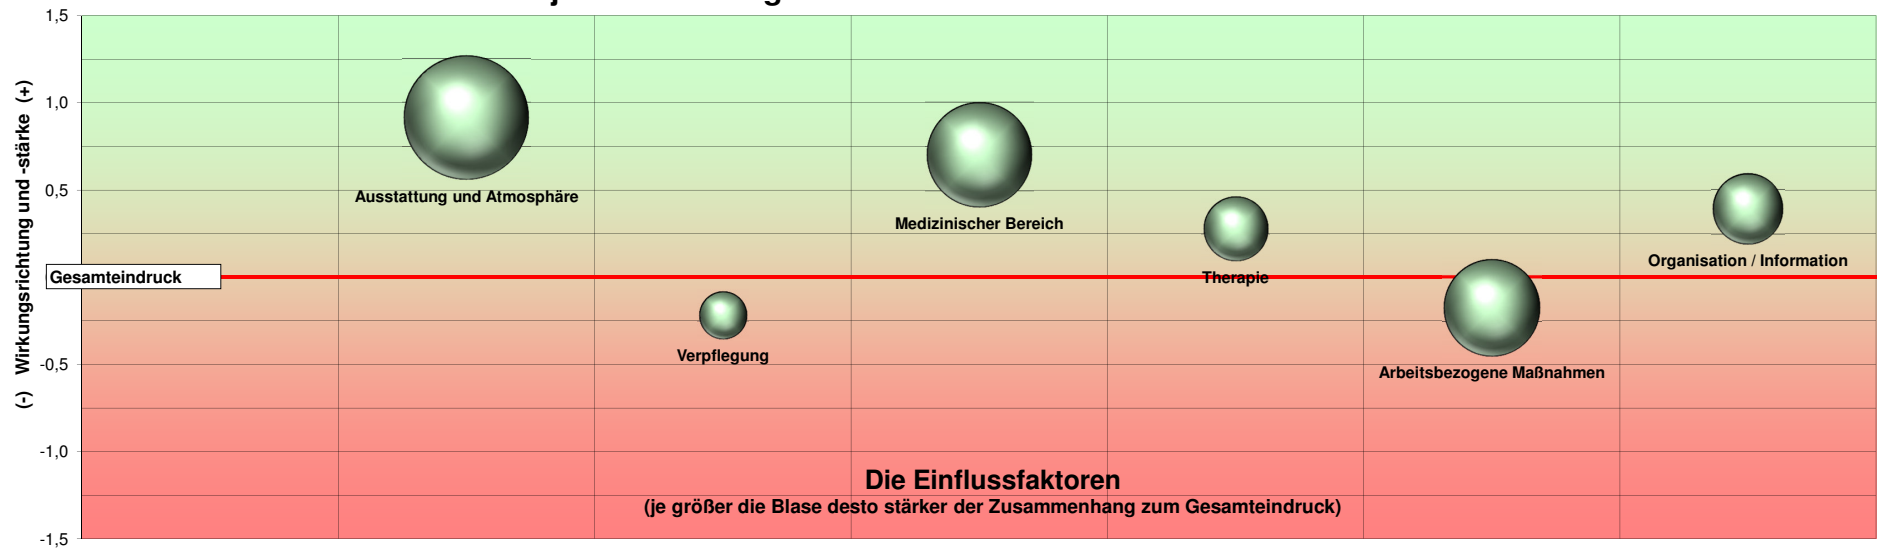 1,5
1,0
0,5
-0,5
-1,0
-1,5
(-) Wirkungsrichtung und -stärke (+)
Gesamteindruck
Ausstattung und Atmosphäre
Verpflegung
Medizinischer Bereich
Therapie
Arbeitsbezogene Maßnahmen
Organisation / Information
Die Einflussfaktoren
(je größer die Blase desto stärker der Zusammenhang zum Gesamteindruck)